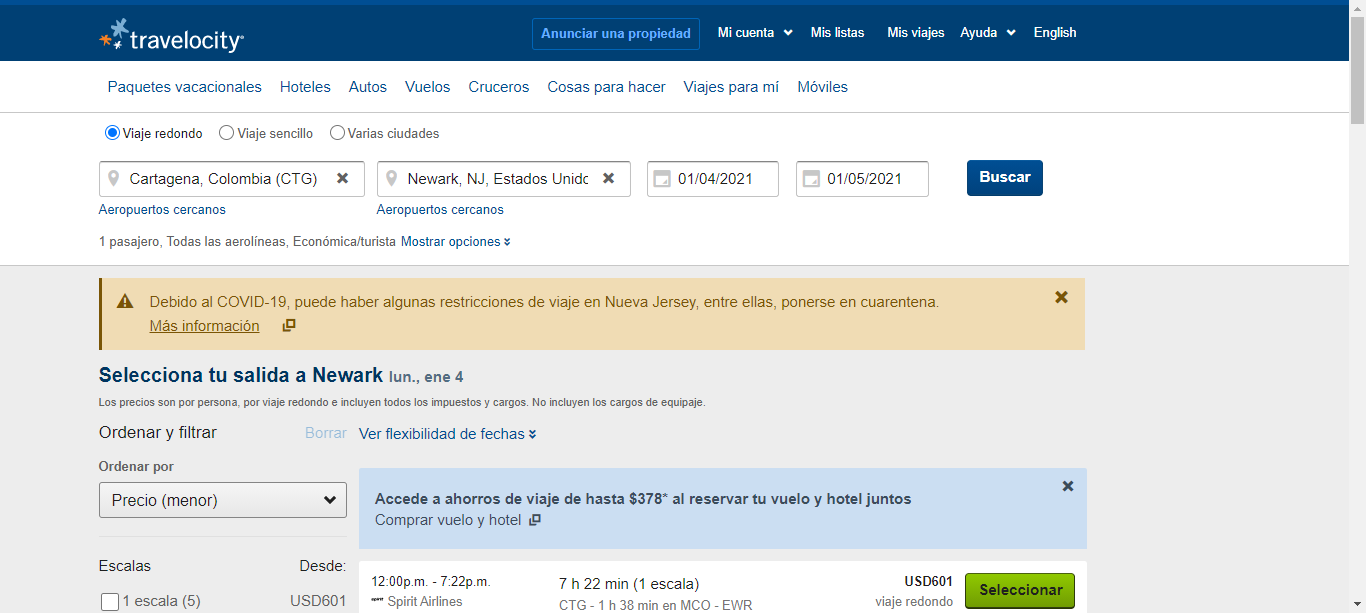 travelocity
Anunciar una propiedad Mi cuenta Mis listas Mis viajes Ayuda English
Paquetes vacacionales Hoteles Autos Vuelos Cruceros Cosas para hacer Viajes para mí Móviles
Viaje redondo Viaje sencillo Varias ciudades
Cartagena, Colombia (CTG) Newark, NJ, Estados Unido 01/04/2021 01/05/2021 Buscar
Aeropuertos cercanos Aeropuertos cercanos
1 pasajero, Todas las aerolíneas, Económica/turista Mostrar opciones
Debido al COVID-19, puede haber algunas restricciones de viaje en Nueva Jersey, entre ellas, ponerse en cuarentena.
Más información
Selecciona tu salida a Newark lun., ene 4
Los precios son por persona, por viaje redondo e incluyen todos los impuestos y cargos. No incluyen los cargos de equipaje.
Ordenar y filtrar Borrar Ver flexibilidad de fechas
Ordenar por
Precio (menor)
Accede a ahorros de viaje de hasta $378* al reservar tu vuelo y hotel juntos
Comprar vuelo y hotel
Escalas Desde:
1 escala (5) USD601
12:00p.m. - 7:22p.m. 7 h 22 min (1 escala) USD601 Seleccionar
Spirit Airlines CTG - 1 h 38 min en MCO - EWR viaje redondo